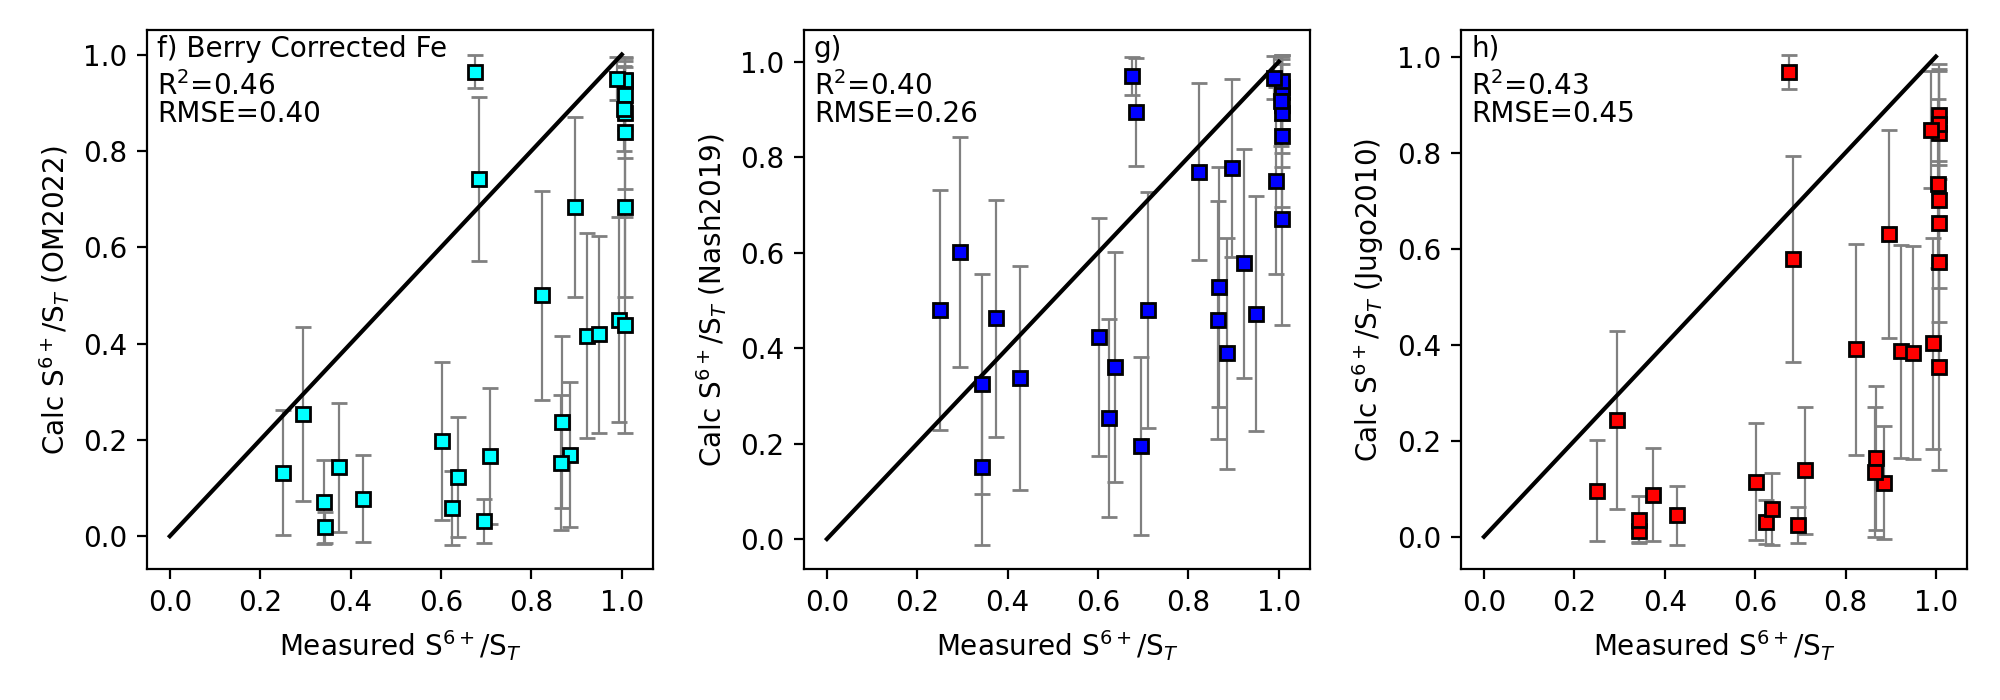 f) Berry Corrected Fe
R²=0.46
RMSE=0.40
Calc S⁶⁺/S_T (OM2022)
1.0
0.8
0.6
0.4
0.2
0.0
0.0 0.2 0.4 0.6 0.8 1.0
Measured S⁶⁺/S_T
g)
R²=0.40
RMSE=0.26
Calc S⁶⁺/S_T (Nash2019)
1.0
0.8
0.6
0.4
0.2
0.0
0.0 0.2 0.4 0.6 0.8 1.0
Measured S⁶⁺/S_T
h)
R²=0.43
RMSE=0.45
Calc S⁶⁺/S_T (Jugo2010)
1.0
0.8
0.6
0.4
0.2
0.0
0.0 0.2 0.4 0.6 0.8 1.0
Measured S⁶⁺/S_T